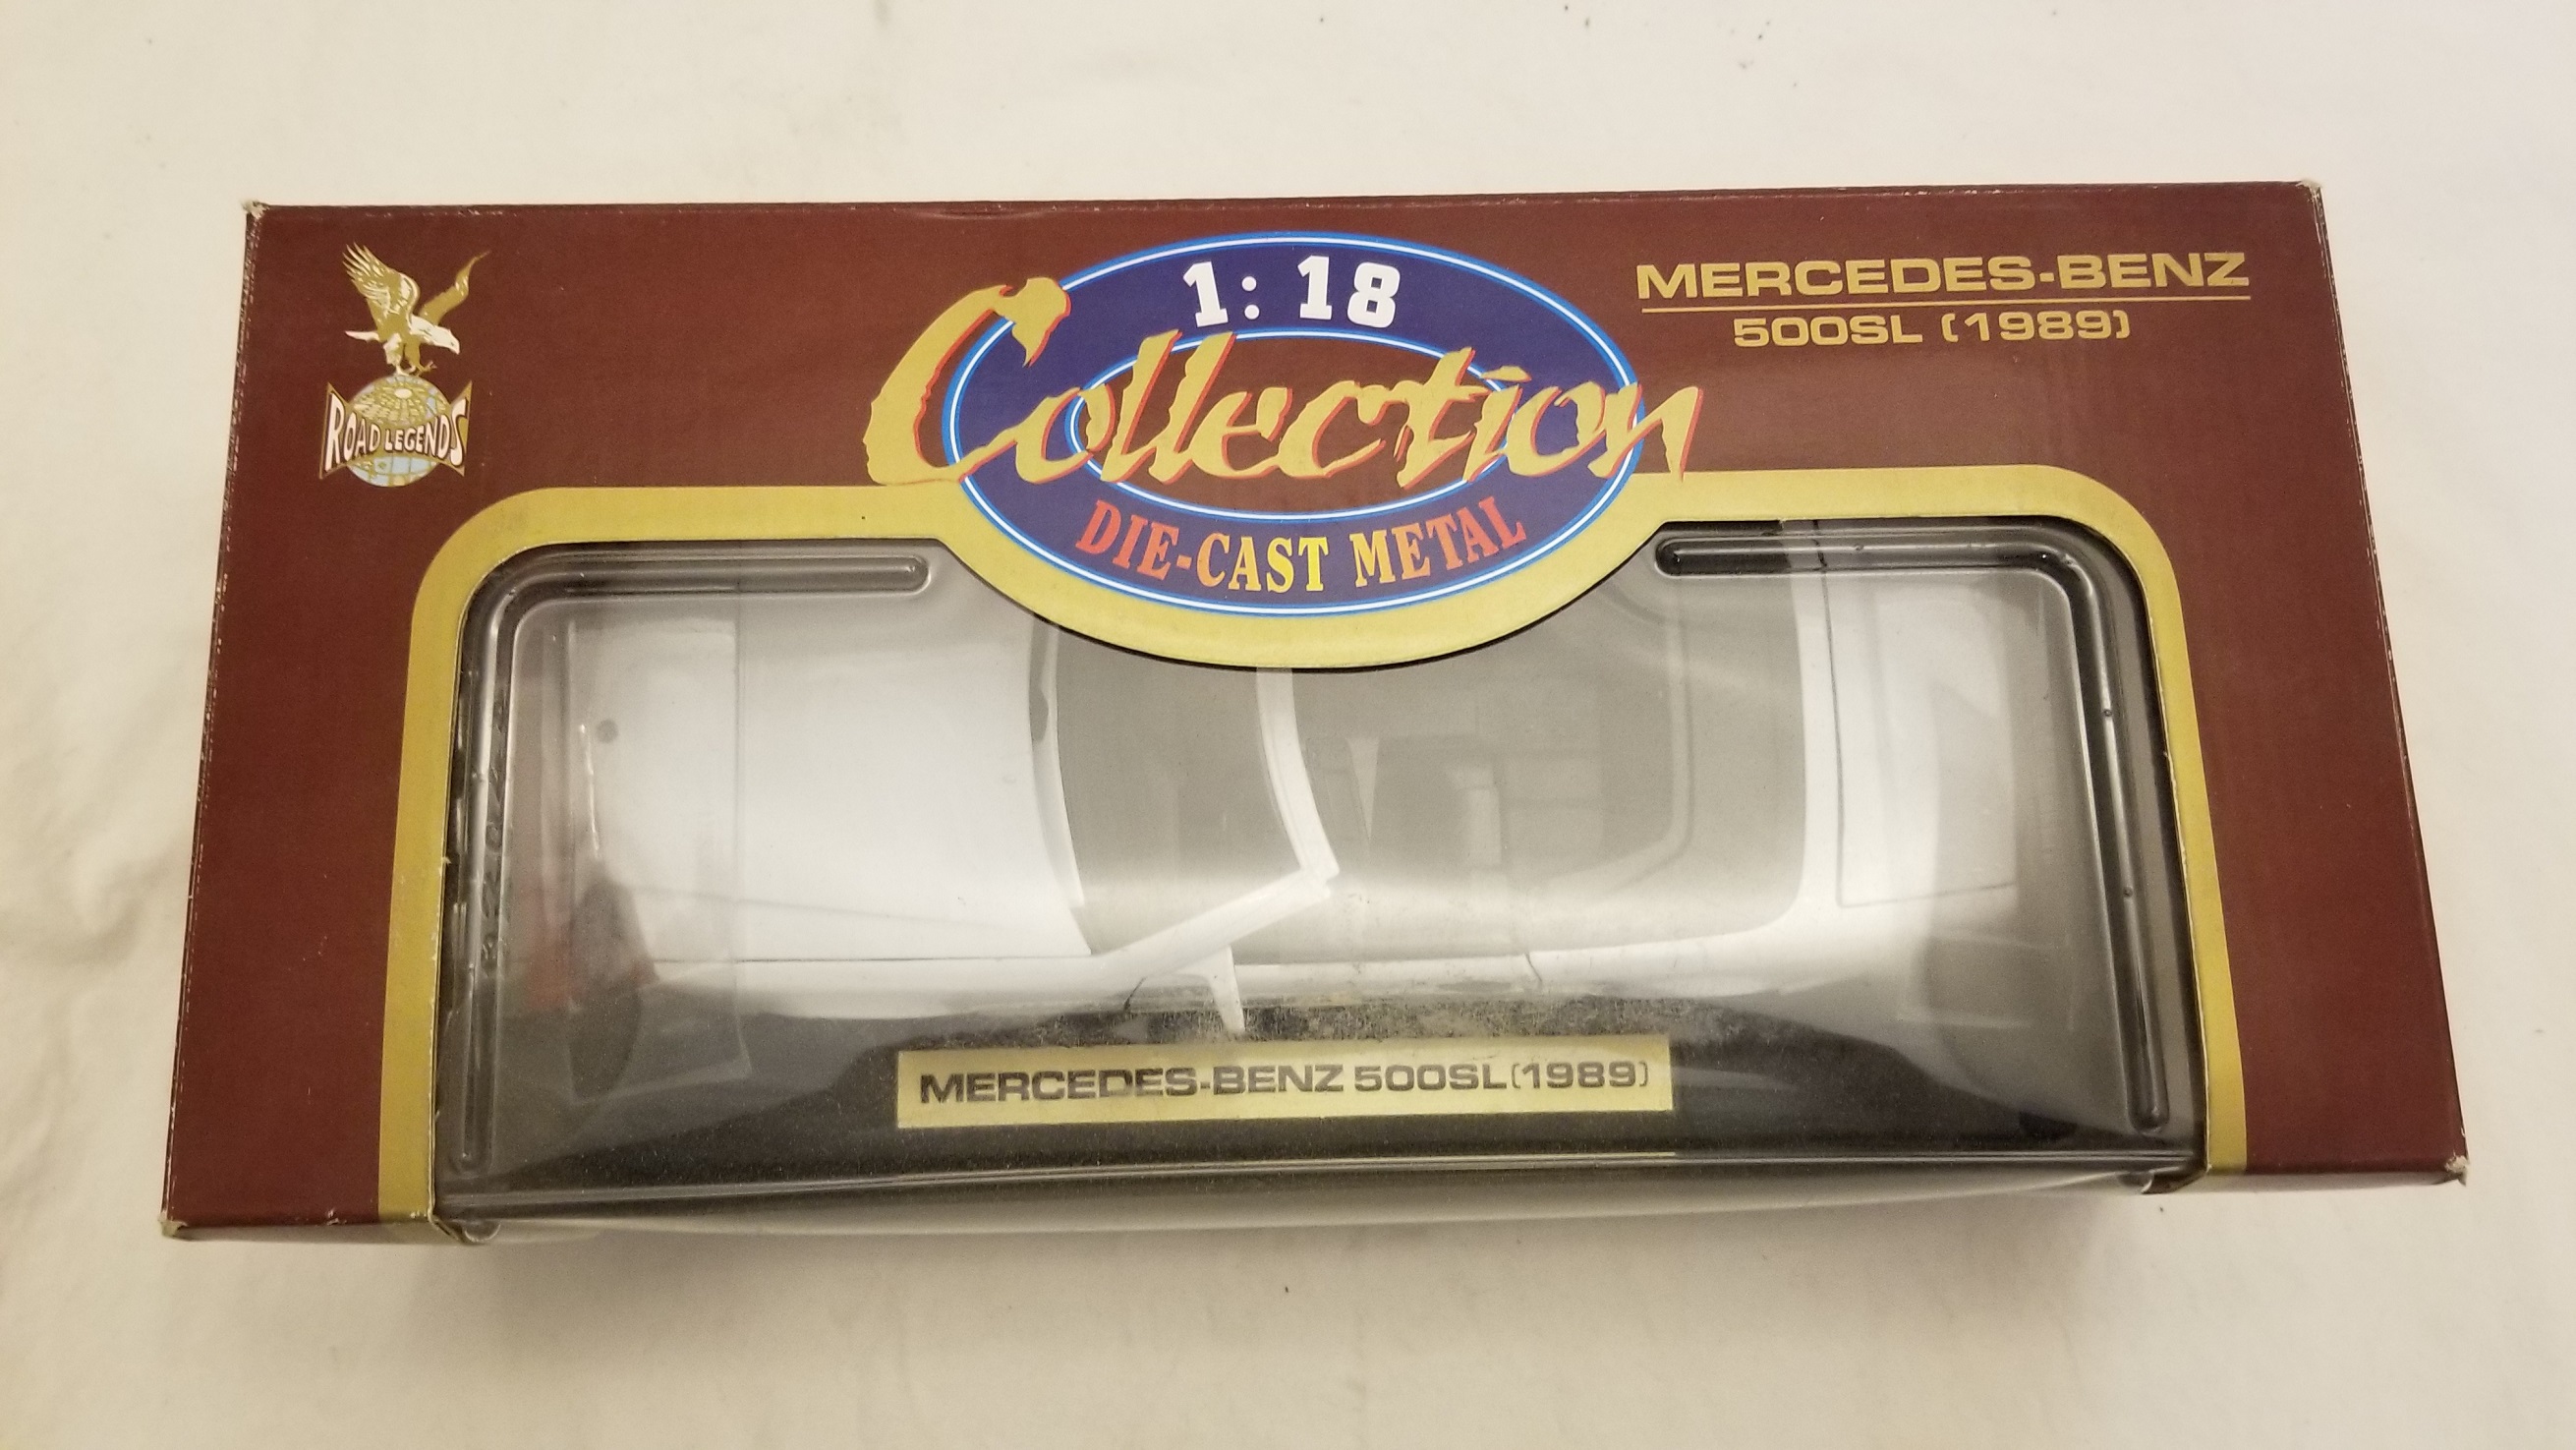 ROAD LEGENDS
1:18
Collection
DIE-CAST METAL
MERCEDES-BENZ
500SL (1989)
MERCEDES-BENZ 500SL (1989)